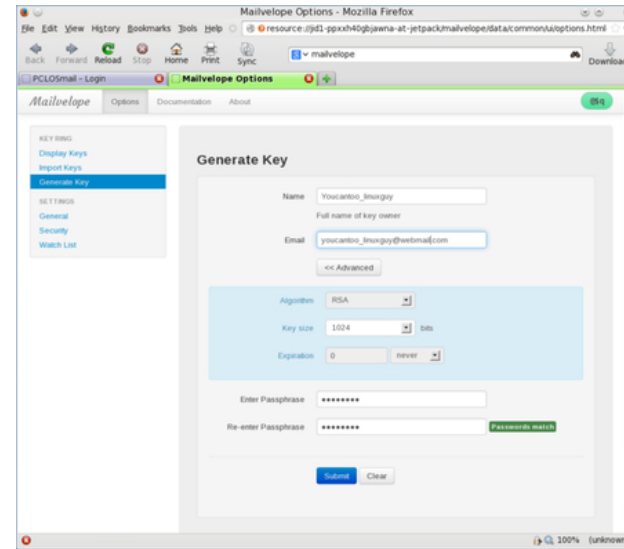 Mailvelope Options - Mozilla Firefox
File Edit View History Bookmarks Tools Help
resource://jid1-ppxxh40gbjawna-at-jetpack/mailvelope/data/common/ui/options.html
Back Forward Reload Stop Home Print Sync
mailvelope
Download
PCLOSmail - Login
Mailvelope Options
Mailvelope Options Documentation About
KEY RING
Display Keys
Import Keys
Generate Key
SETTINGS
General
Security
Watch List
Generate Key
Name Youcantoo_linuxguy
Full name of key owner
Email youcantoo_linuxguy@webmail.com
<< Advanced
Algorithm RSA
Key size 1024 bits
Expiration 0 never
Enter Passphrase ••••••••
Re-enter Passphrase •••••••• Passwords match
Submit Clear
100% (unknown